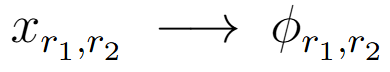 x_{r_1,r_2} ⟶ ϕ_{r_1,r_2}